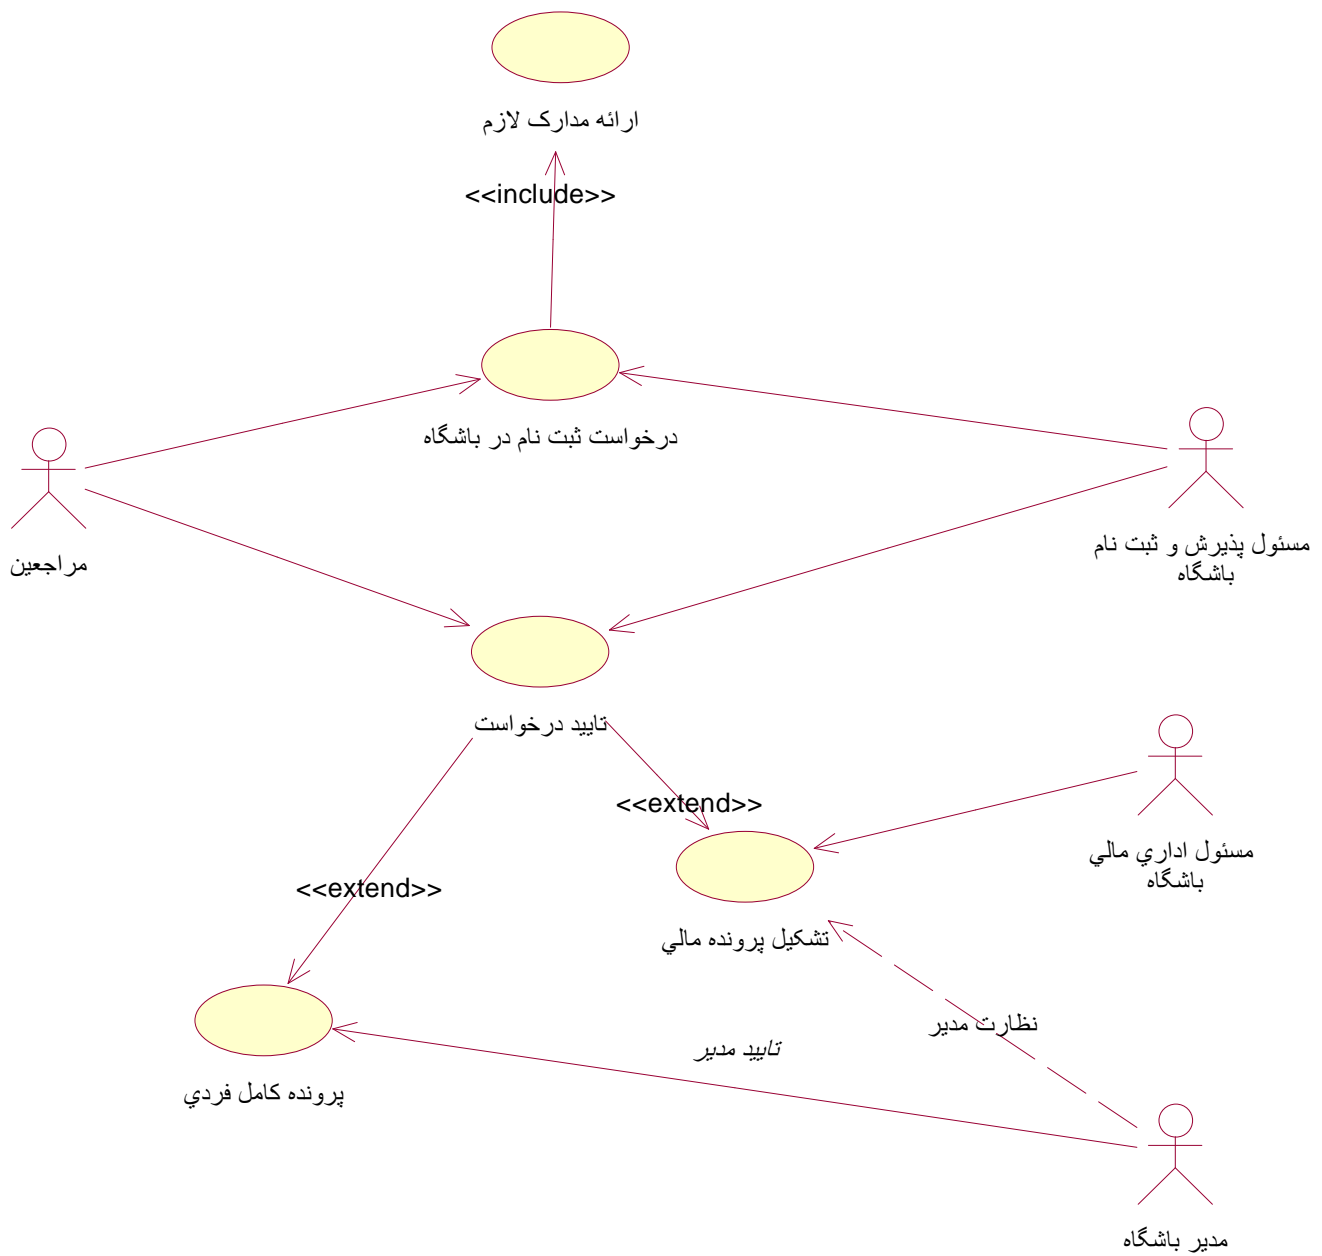 ارائه مدارک لازم
<<include>>
درخواست ثبت نام در باشگاه
مراجعين
مسئول پذيرش و ثبت نام
باشگاه
تاييد درخواست
<<extend>>
مسئول اداري مالي
باشگاه
<<extend>>
تشکيل پرونده مالي
نظارت مدير
تاييد مدير
پرونده کامل فردي
مدير باشگاه